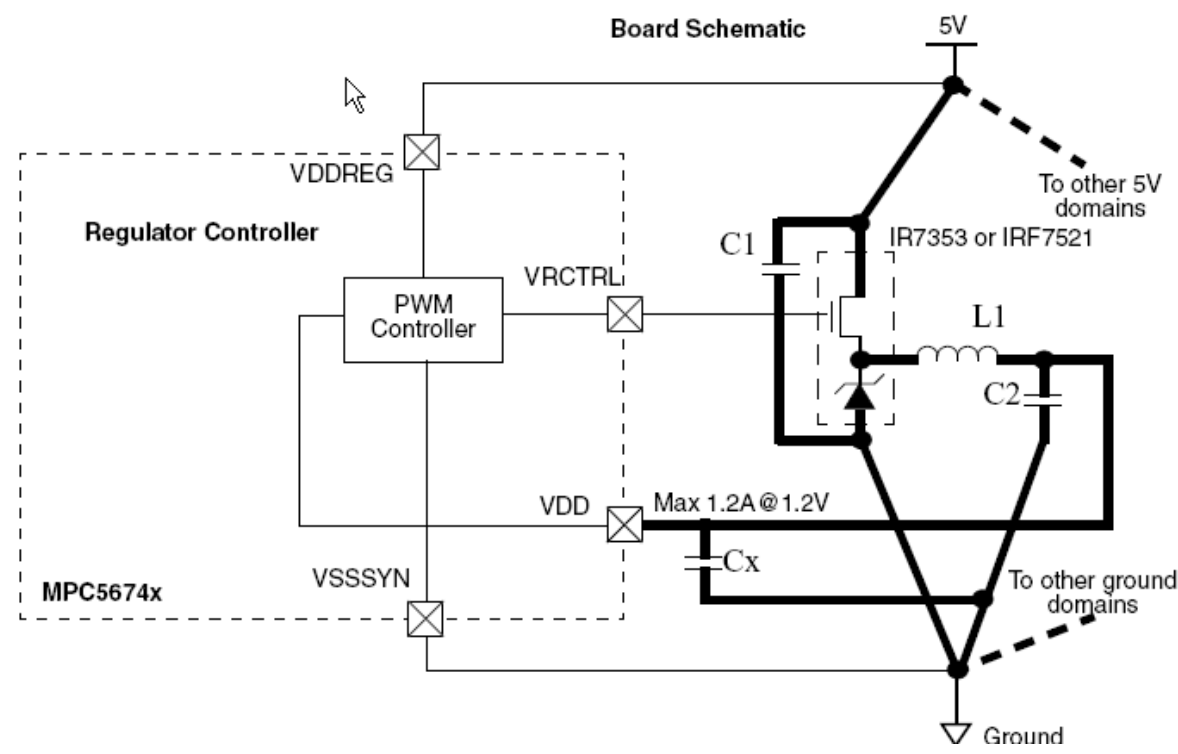 Board Schematic
5V
VDDREG
To other 5V
domains
Regulator Controller
IR7353 or IRF7521
C1
VRCTRL
PWM
Controller
L1
C2
VDD
Max 1.2A@1.2V
Cx
VSSSYN
MPC5674x
To other ground
domains
Ground